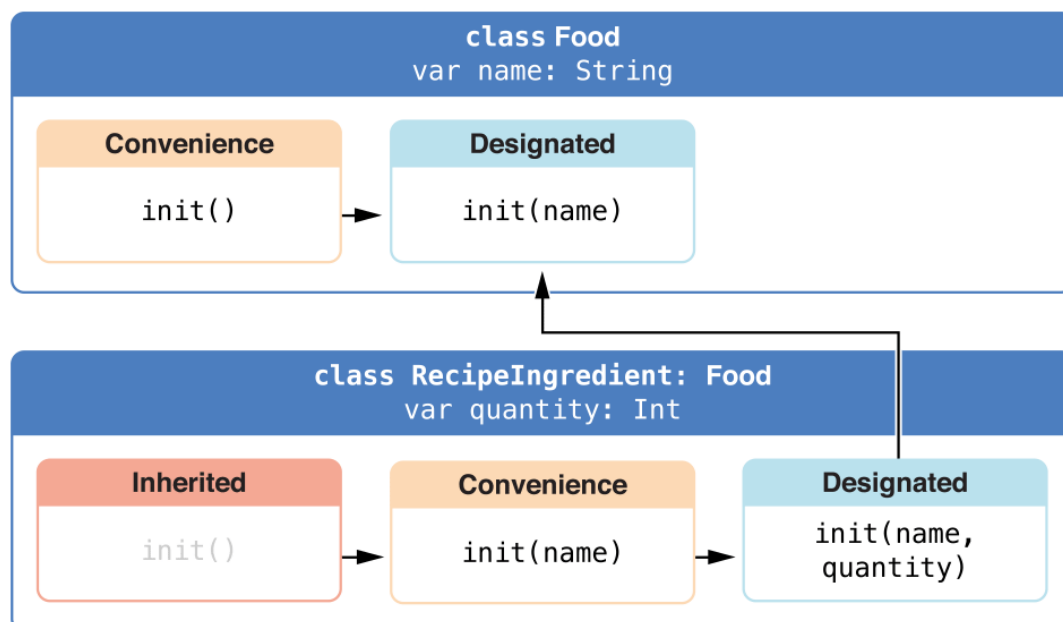 class Food
var name: String
Convenience
Designated
init()
init(name)
class RecipeIngredient: Food
var quantity: Int
Inherited
Convenience
Designated
init()
init(name)
init(name,
quantity)